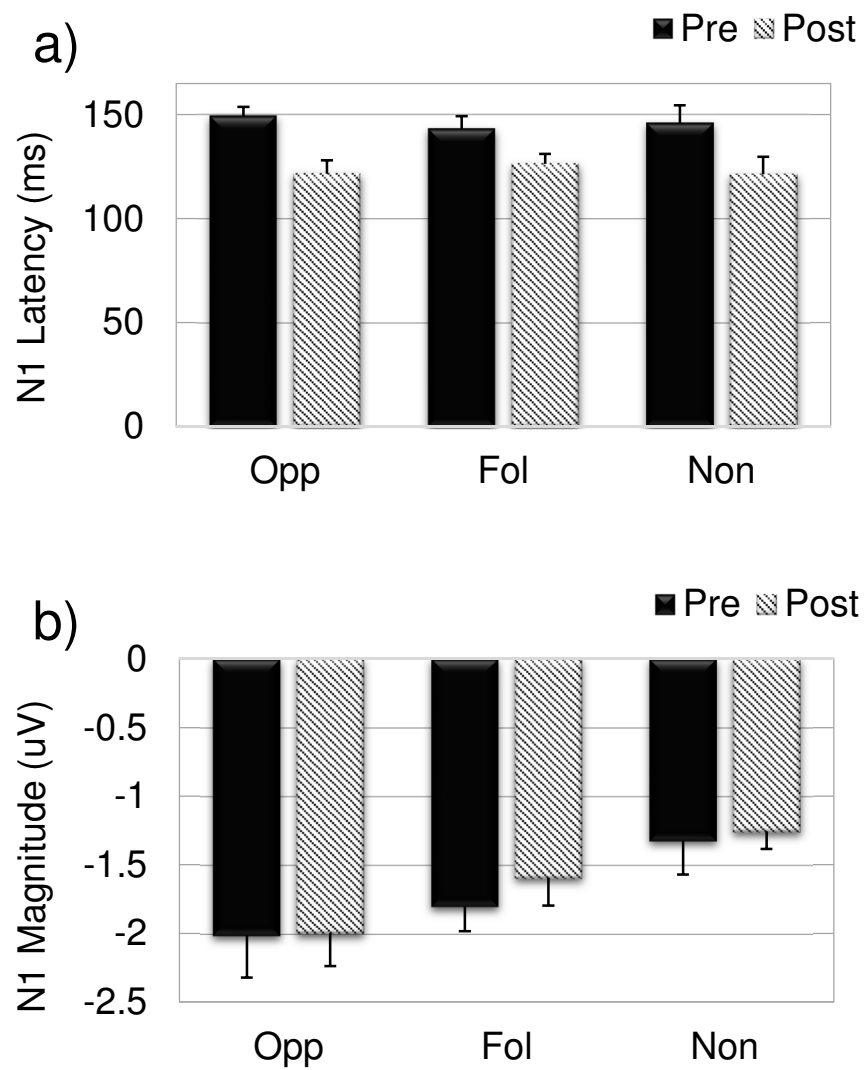 a)
Pre Post
N1 Latency (ms)
150
100
50
0
Opp Fol Non
b)
Pre Post
N1 Magnitude (uV)
0
-0.5
-1
-1.5
-2
-2.5
Opp Fol Non